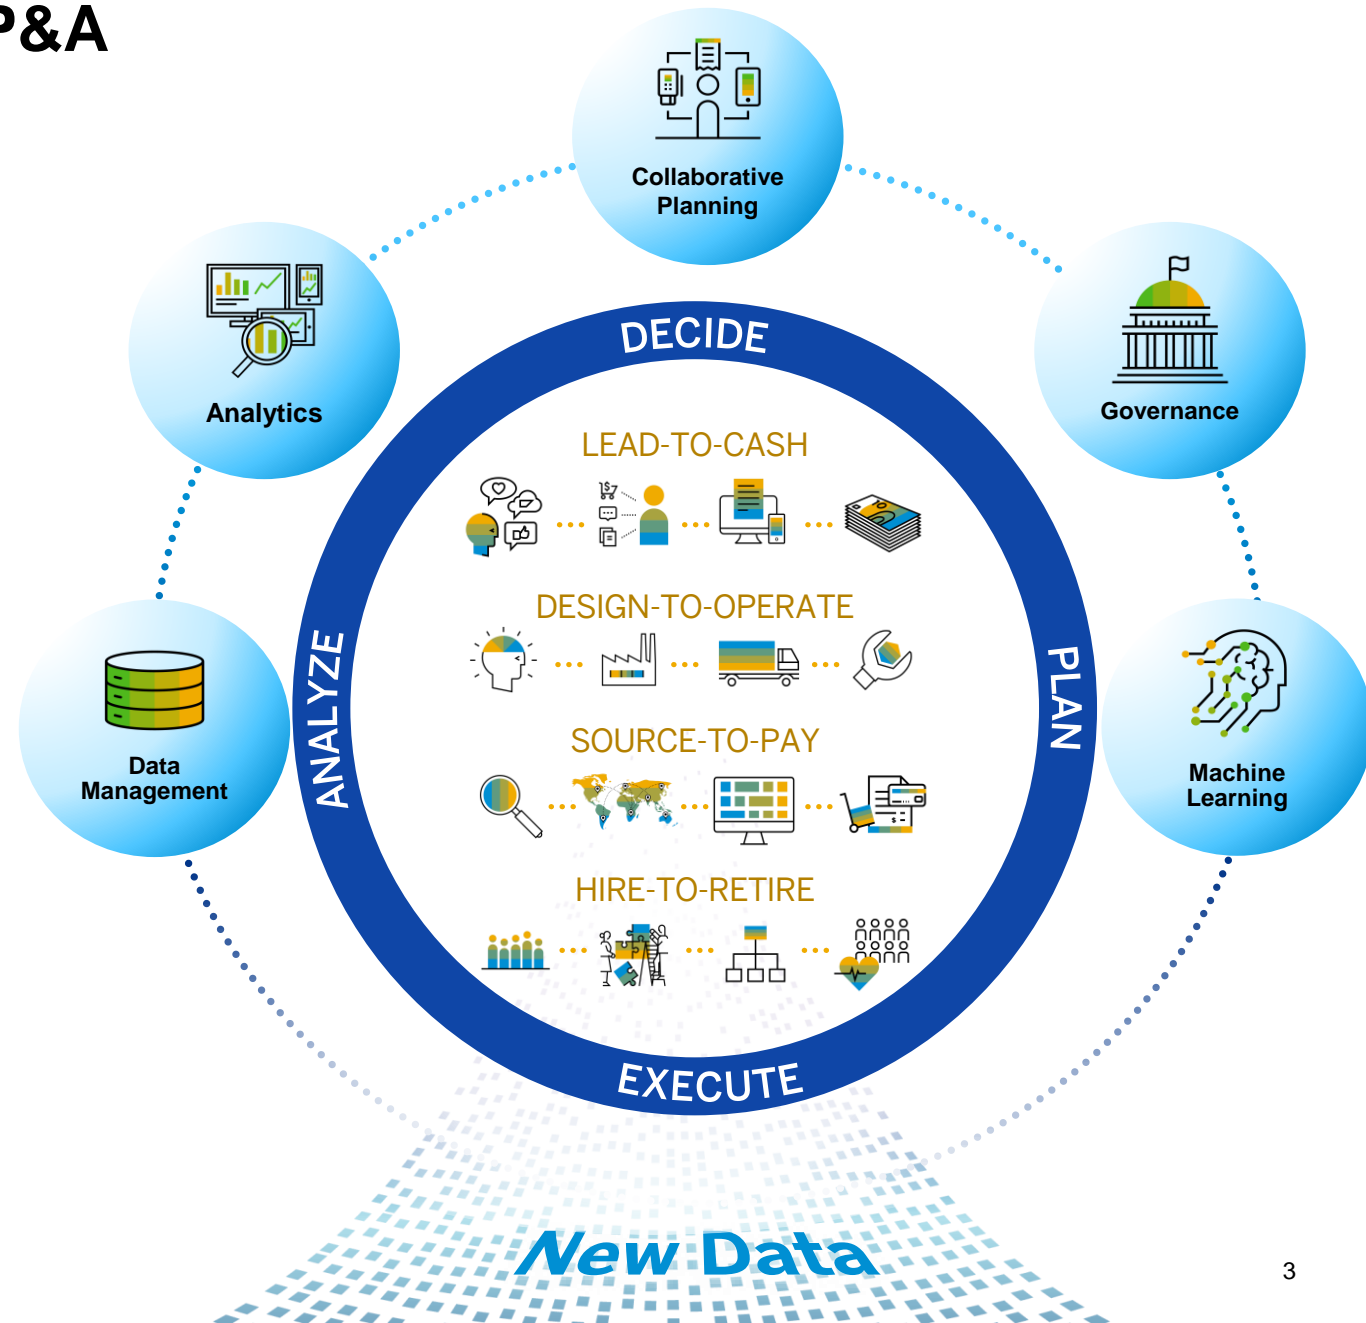 P&A
Collaborative
Planning
Analytics
Governance
DECIDE
LEAD-TO-CASH
DESIGN-TO-OPERATE
ANALYZE
PLAN
SOURCE-TO-PAY
Data
Management
Machine
Learning
HIRE-TO-RETIRE
EXECUTE
New Data
3